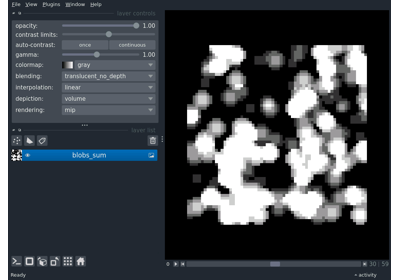 File View Plugins Window Help
layer controls
opacity: 1.00
contrast limits:
auto-contrast: once continuous
gamma: 1.00
colormap: gray
blending: translucent_no_depth
interpolation: linear
depiction: volume
rendering: mip
layer list
blobs_sum
30 59
Ready activity